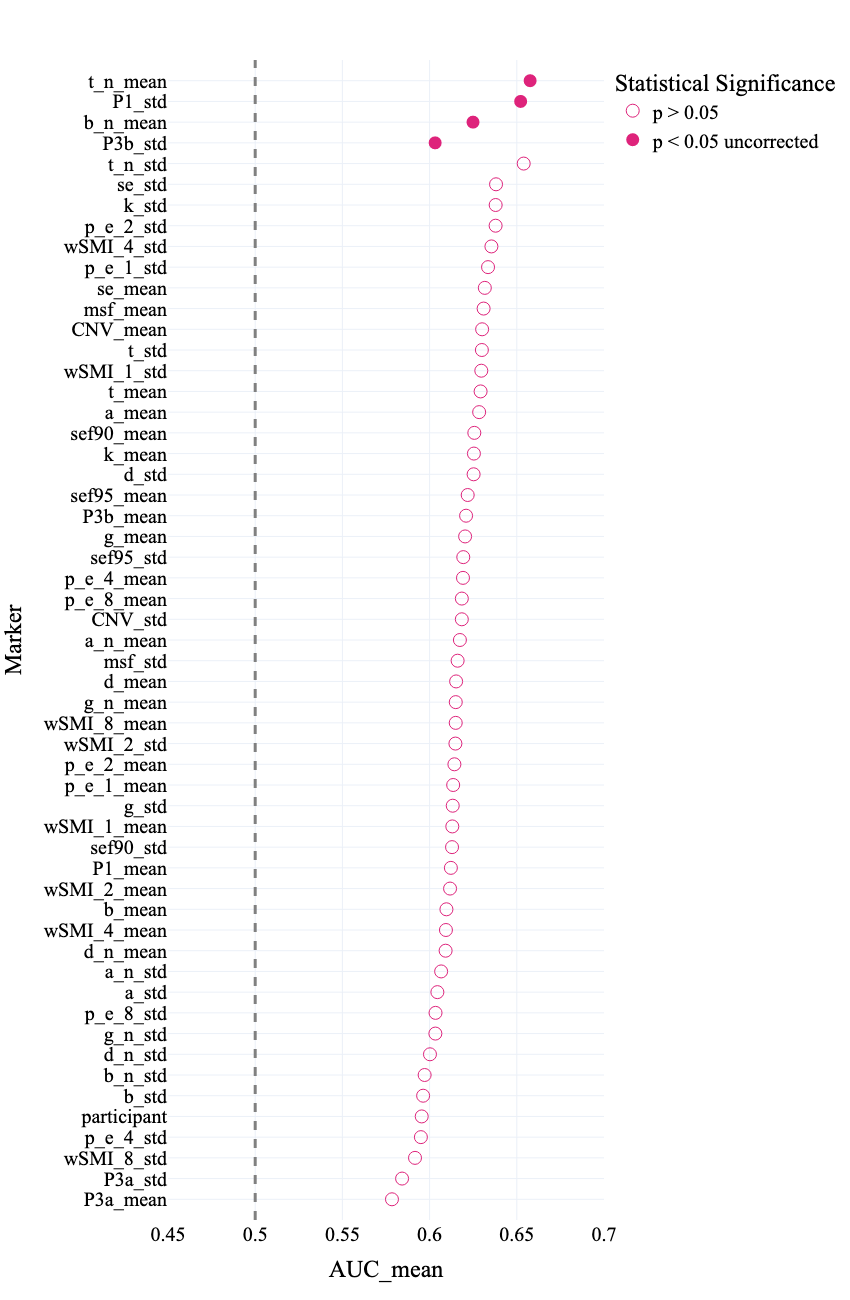 Statistical Significance
p > 0.05
p < 0.05 uncorrected
Marker
t_n_mean
P1_std
b_n_mean
P3b_std
t_n_std
se_std
k_std
p_e_2_std
wSMI_4_std
p_e_1_std
se_mean
msf_mean
CNV_mean
t_std
wSMI_1_std
t_mean
a_mean
sef90_mean
k_mean
d_std
sef95_mean
P3b_mean
g_mean
sef95_std
p_e_4_mean
p_e_8_mean
CNV_std
a_n_mean
msf_std
d_mean
g_n_mean
wSMI_8_mean
wSMI_2_std
p_e_2_mean
p_e_1_mean
g_std
wSMI_1_mean
sef90_std
P1_mean
wSMI_2_mean
b_mean
wSMI_4_mean
d_n_mean
a_n_std
a_std
p_e_8_std
g_n_std
d_n_std
b_n_std
b_std
participant
p_e_4_std
wSMI_8_std
P3a_std
P3a_mean
0.45 0.5 0.55 0.6 0.65 0.7
AUC_mean